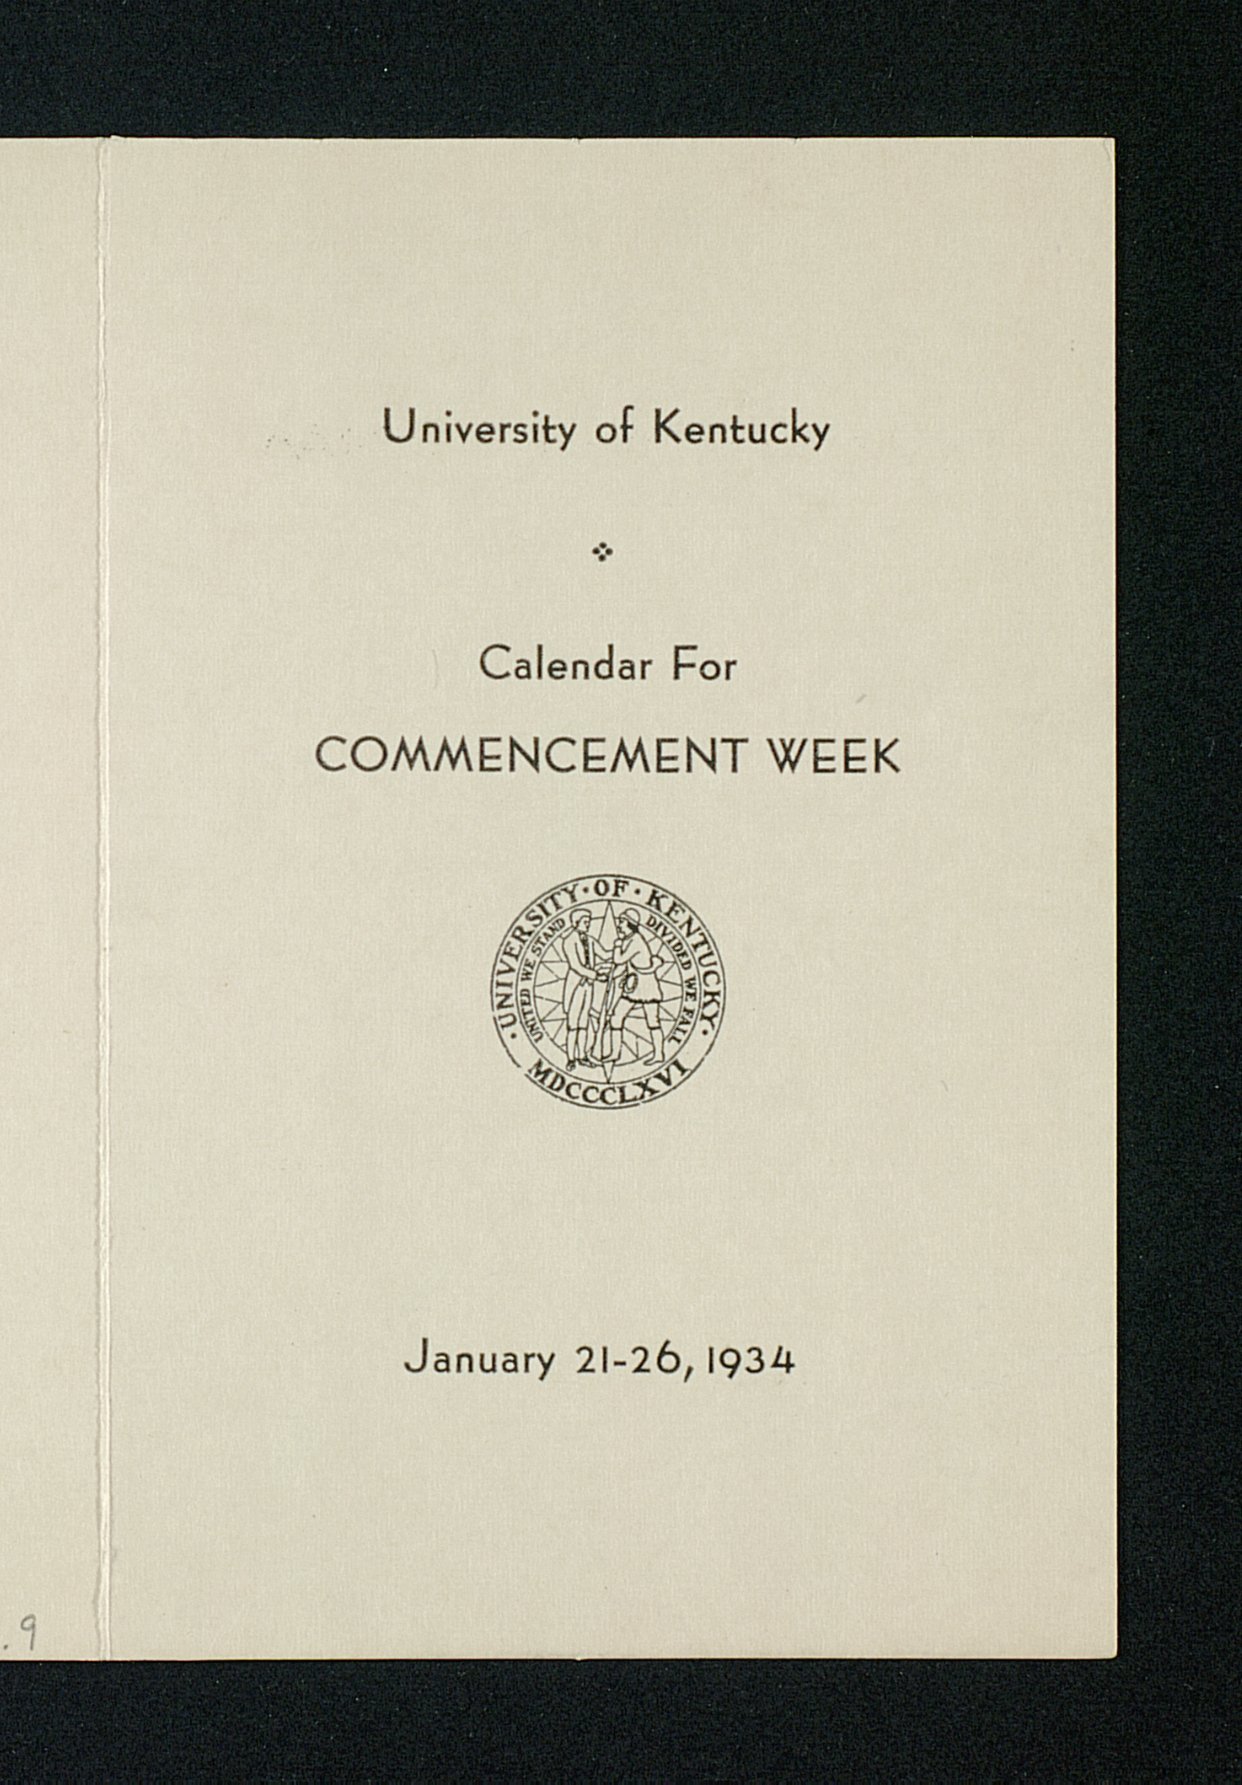 University of Kentucky
Calendar For
COMMENCEMENT WEEK
· UNIVERSITY · OF · KENTUCKY ·
UNITED WE STAND DIVIDED WE FALL
MDCCCLXVI
January 21-26, 1934
. 9